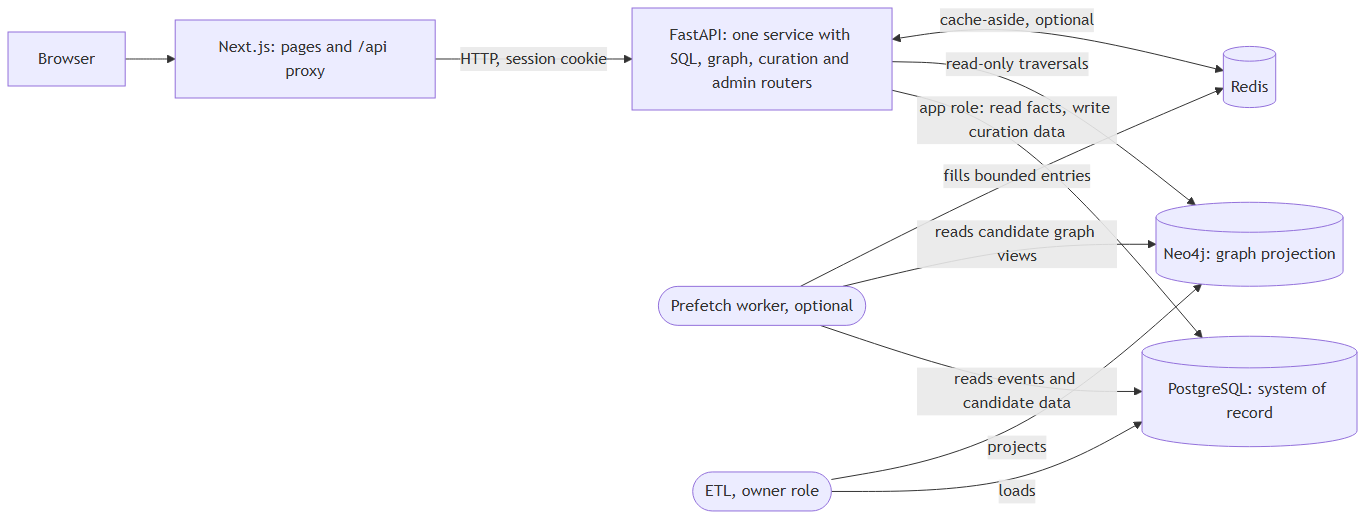 Browser
Next.js: pages and /api
proxy
HTTP, session cookie
FastAPI: one service with
SQL, graph, curation and
admin routers
cache-aside, optional
read-only traversals
app role: read facts, write
curation data
Redis
fills bounded entries
reads candidate graph
views
Neo4j: graph projection
Prefetch worker, optional
reads events and
candidate data
PostgreSQL: system of
record
projects
ETL, owner role
loads